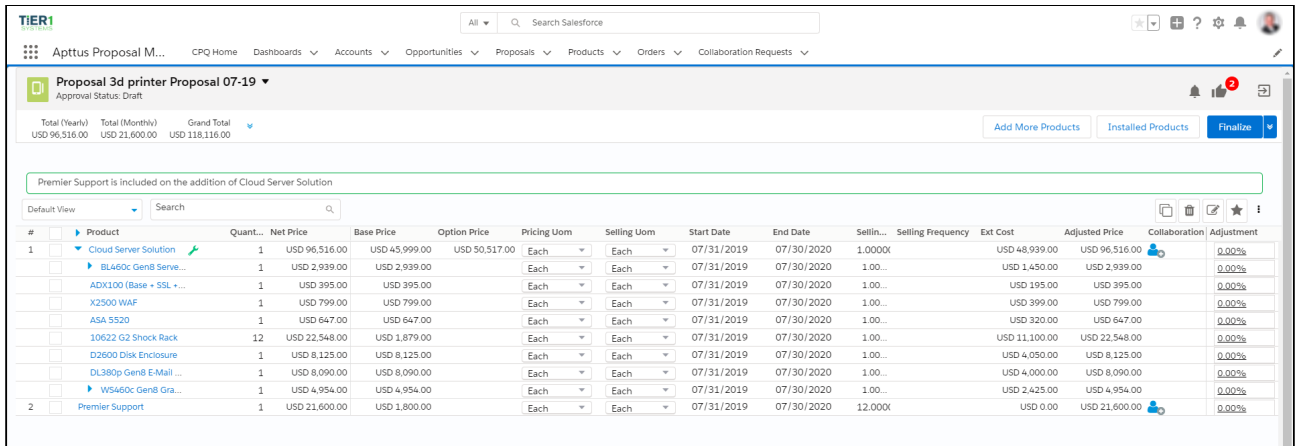 TiER1
SYSTEMS
All Search Salesforce
Apttus Proposal M... CPQ Home Dashboards Accounts Opportunities Proposals Products Orders Collaboration Requests
Proposal 3d printer Proposal 07-19
Approval Status: Draft
2
Total (Yearly) Total (Monthly) Grand Total
USD 96,516.00 USD 21,600.00 USD 118,116.00
Add More Products Installed Products Finalize
Premier Support is included on the addition of Cloud Server Solution
Default View Search
# Product Quant... Net Price Base Price Option Price Pricing Uom Selling Uom Start Date End Date Sellin... Selling Frequency Ext Cost Adjusted Price Collaboration Adjustment
1 Cloud Server Solution 1 USD 96,516.00 USD 45,999.00 USD 50,517.00 Each Each 07/31/2019 07/30/2020 1.0000 USD 48,939.00 USD 96,516.00 0.00%
BL460c Gen8 Serve... 1 USD 2,939.00 USD 2,939.00 Each Each 07/31/2019 07/30/2020 1.00... USD 1,450.00 USD 2,939.00 0.00%
ADX100 (Base + SSL +... 1 USD 395.00 USD 395.00 Each Each 07/31/2019 07/30/2020 1.00... USD 195.00 USD 395.00 0.00%
X2500 WAF 1 USD 799.00 USD 799.00 Each Each 07/31/2019 07/30/2020 1.00... USD 399.00 USD 799.00 0.00%
ASA 5520 1 USD 647.00 USD 647.00 Each Each 07/31/2019 07/30/2020 1.00... USD 320.00 USD 647.00 0.00%
10622 G2 Shock Rack 12 USD 22,548.00 USD 1,879.00 Each Each 07/31/2019 07/30/2020 1.00... USD 11,100.00 USD 22,548.00 0.00%
D2600 Disk Enclosure 1 USD 8,125.00 USD 8,125.00 Each Each 07/31/2019 07/30/2020 1.00... USD 4,050.00 USD 8,125.00 0.00%
DL380p Gen8 E-Mail ... 1 USD 8,090.00 USD 8,090.00 Each Each 07/31/2019 07/30/2020 1.00... USD 4,000.00 USD 8,090.00 0.00%
WS460c Gen8 Gra... 1 USD 4,954.00 USD 4,954.00 Each Each 07/31/2019 07/30/2020 1.00... USD 2,425.00 USD 4,954.00 0.00%
2 Premier Support 1 USD 21,600.00 USD 1,800.00 Each Each 07/31/2019 07/30/2020 12.000 USD 0.00 USD 21,600.00 0.00%